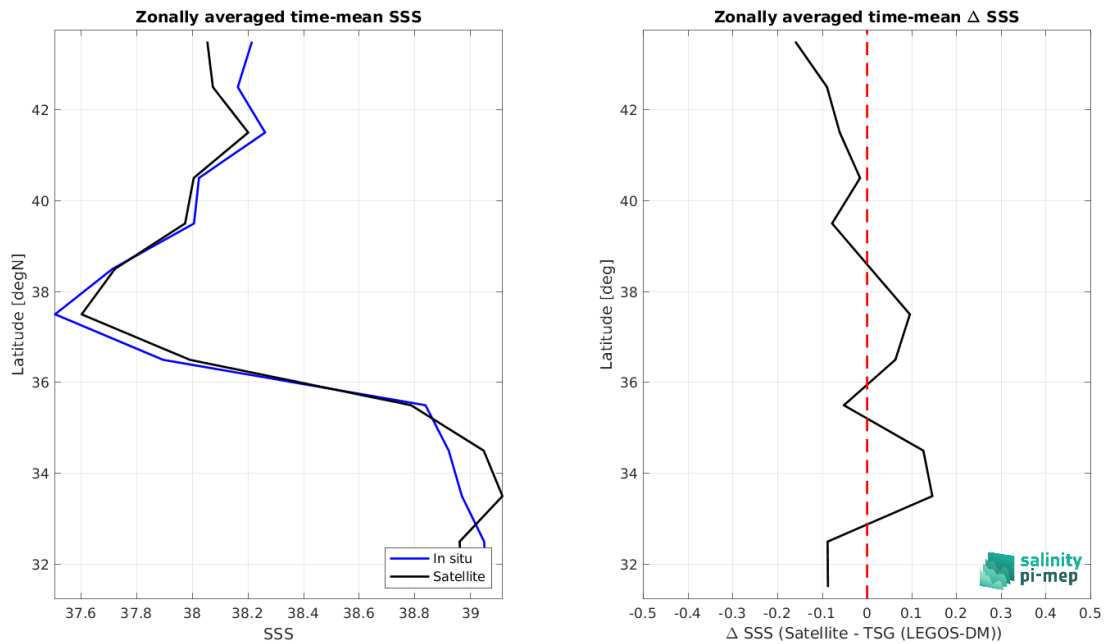 Zonally averaged time-mean SSS
Latitude [degN]
42
40
38
36
34
32
37.6 37.8 38 38.2 38.4 38.6 38.8 39
SSS
In situ
Satellite
Zonally averaged time-mean Δ SSS
Latitude [deg]
42
40
38
36
34
32
-0.5 -0.4 -0.3 -0.2 -0.1 0 0.1 0.2 0.3 0.4 0.5
Δ SSS (Satellite - TSG (LEGOS-DM))
salinity
pi-mep